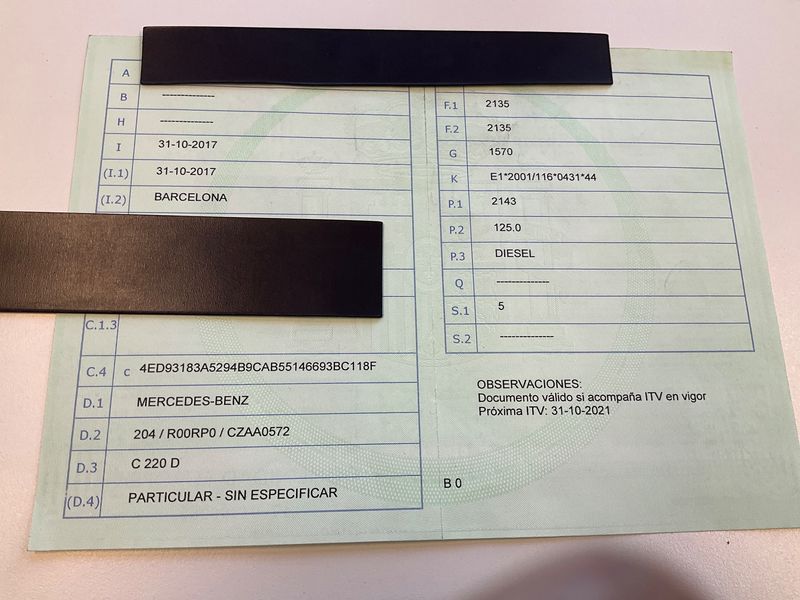 A
B --------------
H --------------
I 31-10-2017
(I.1) 31-10-2017
(I.2) BARCELONA
C.1.3
C.4 c 4ED93183A5294B9CAB55146693BC118F
D.1 MERCEDES-BENZ
D.2 204 / R00RP0 / CZAA0572
D.3 C 220 D
(D.4) PARTICULAR - SIN ESPECIFICAR
F.1 2135
F.2 2135
G 1570
K E1*2001/116*0431*44
P.1 2143
P.2 125.0
P.3 DIESEL
Q --------------
S.1 5
S.2 --------------
OBSERVACIONES:
Documento válido si acompaña ITV en vigor
Próxima ITV: 31-10-2021
B 0